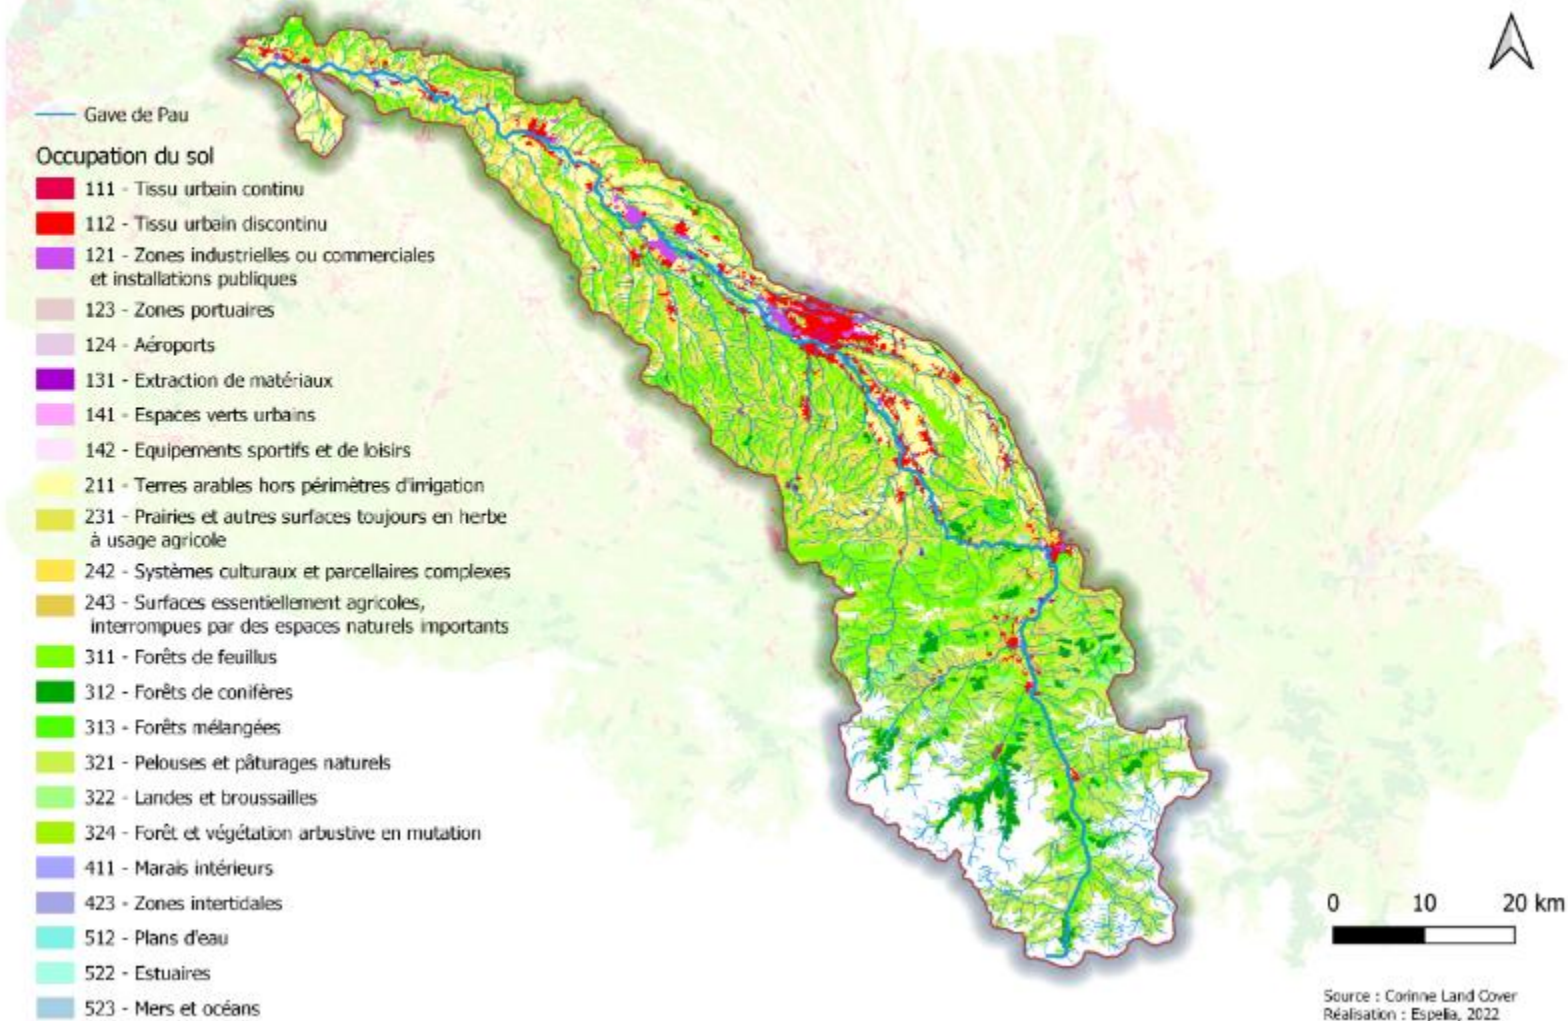 Gave de Pau
Occupation du sol
111 - Tissu urbain continu
112 - Tissu urbain discontinu
121 - Zones industrielles ou commerciales
et installations publiques
123 - Zones portuaires
124 - Aéroports
131 - Extraction de matériaux
141 - Espaces verts urbains
142 - Equipements sportifs et de loisirs
211 - Terres arables hors périmètres d'irrigation
231 - Prairies et autres surfaces toujours en herbe
à usage agricole
242 - Systèmes culturaux et parcellaires complexes
243 - Surfaces essentiellement agricoles,
interrompues par des espaces naturels importants
311 - Forêts de feuillus
312 - Forêts de conifères
313 - Forêts mélangées
321 - Pelouses et pâturages naturels
322 - Landes et broussailles
324 - Forêt et végétation arbustive en mutation
411 - Marais intérieurs
423 - Zones intertidales
512 - Plans d'eau
522 - Estuaires
523 - Mers et océans
0 10 20 km
Source : Corinne Land Cover
Réalisation : Espelia, 2022